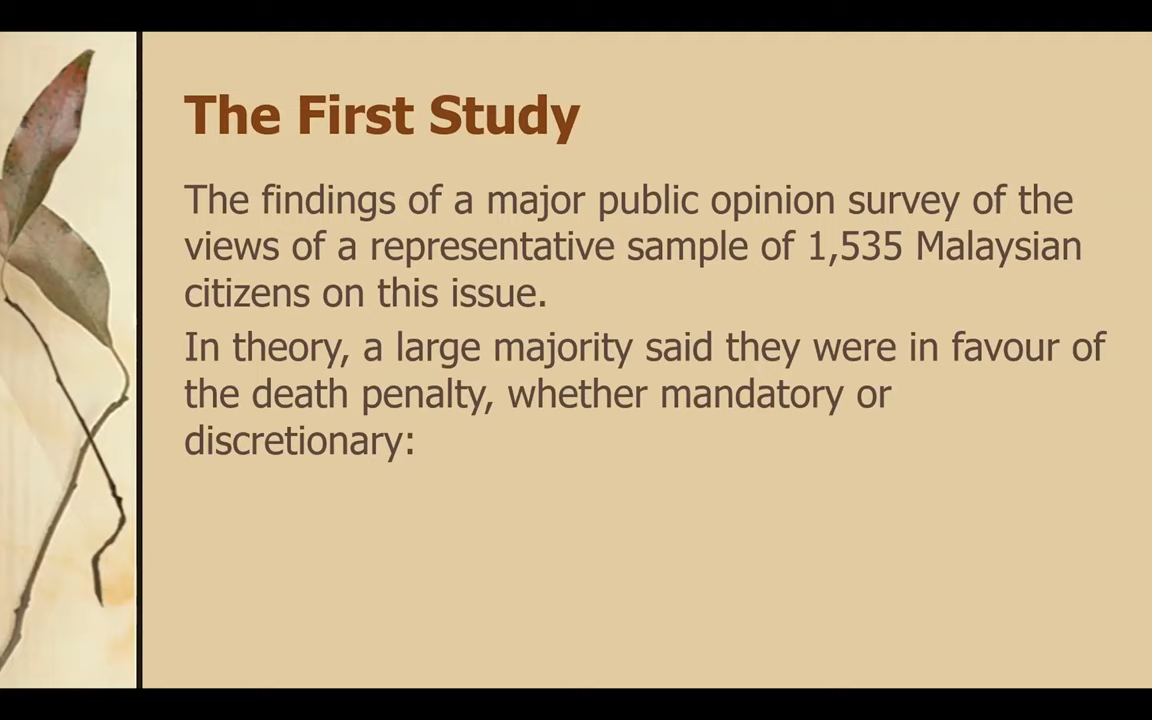 The First Study
The findings of a major public opinion survey of the
views of a representative sample of 1,535 Malaysian
citizens on this issue.
In theory, a large majority said they were in favour of
the death penalty, whether mandatory or
discretionary: